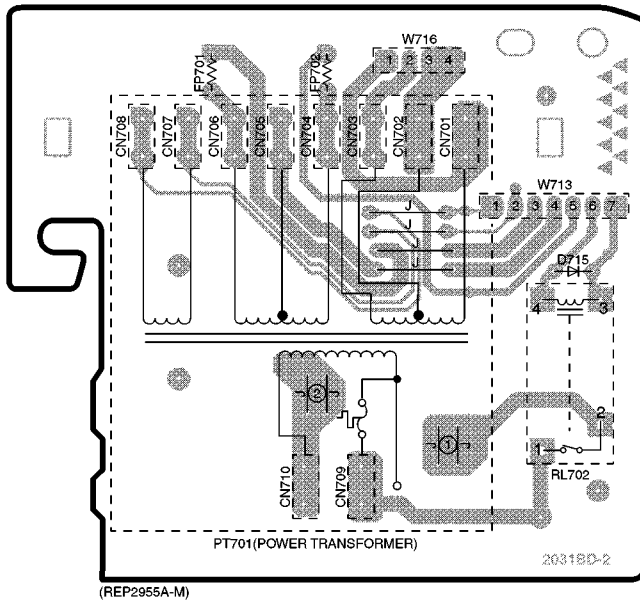 W716
FP701
FP702
1 2 3 4
CN708
CN707
CN706
CN705
CN704
CN703
CN702
CN701
W713
1 2 3 4 5 6 7
J
J
J
J
D715
4
3
2
1
RL702
2
1
CN710
CN709
PT701(POWER TRANSFORMER)
2031BD-2
(REP2955A-M)